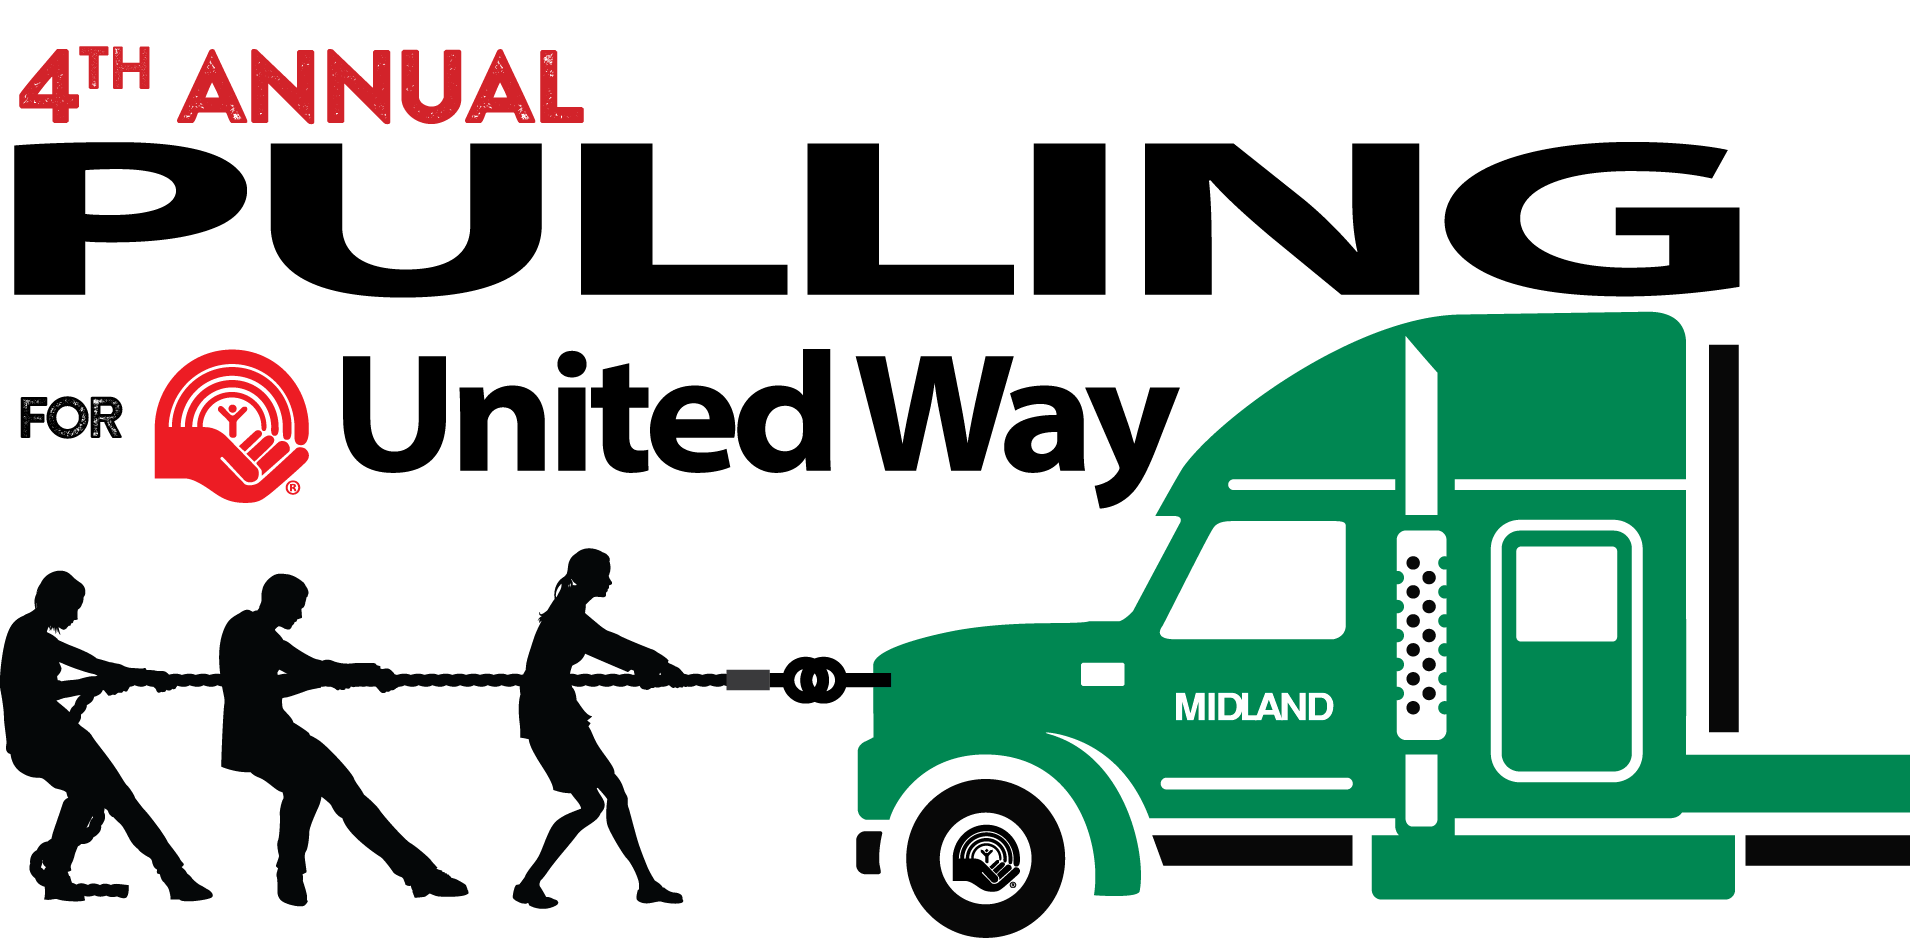 4TH ANNUAL
PULLING
FOR United Way
®
MIDLAND
®